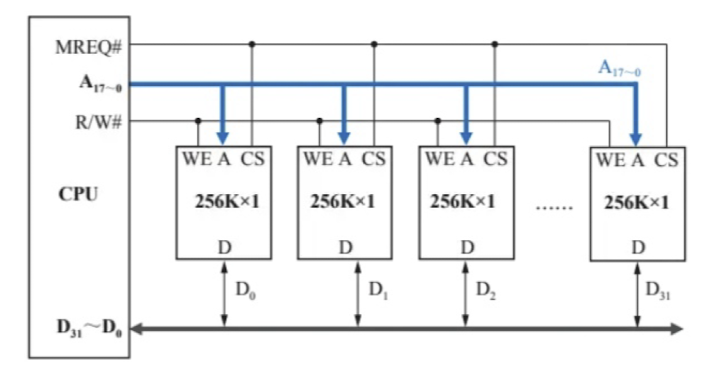 MREQ#
A₁₇~₀
A₁₇~₀
R/W#
WE A CS
WE A CS
WE A CS
WE A CS
CPU
256K×1
256K×1
256K×1
……
256K×1
D
D
D
D
D₀
D₁
D₂
D₃₁
D₃₁~D₀